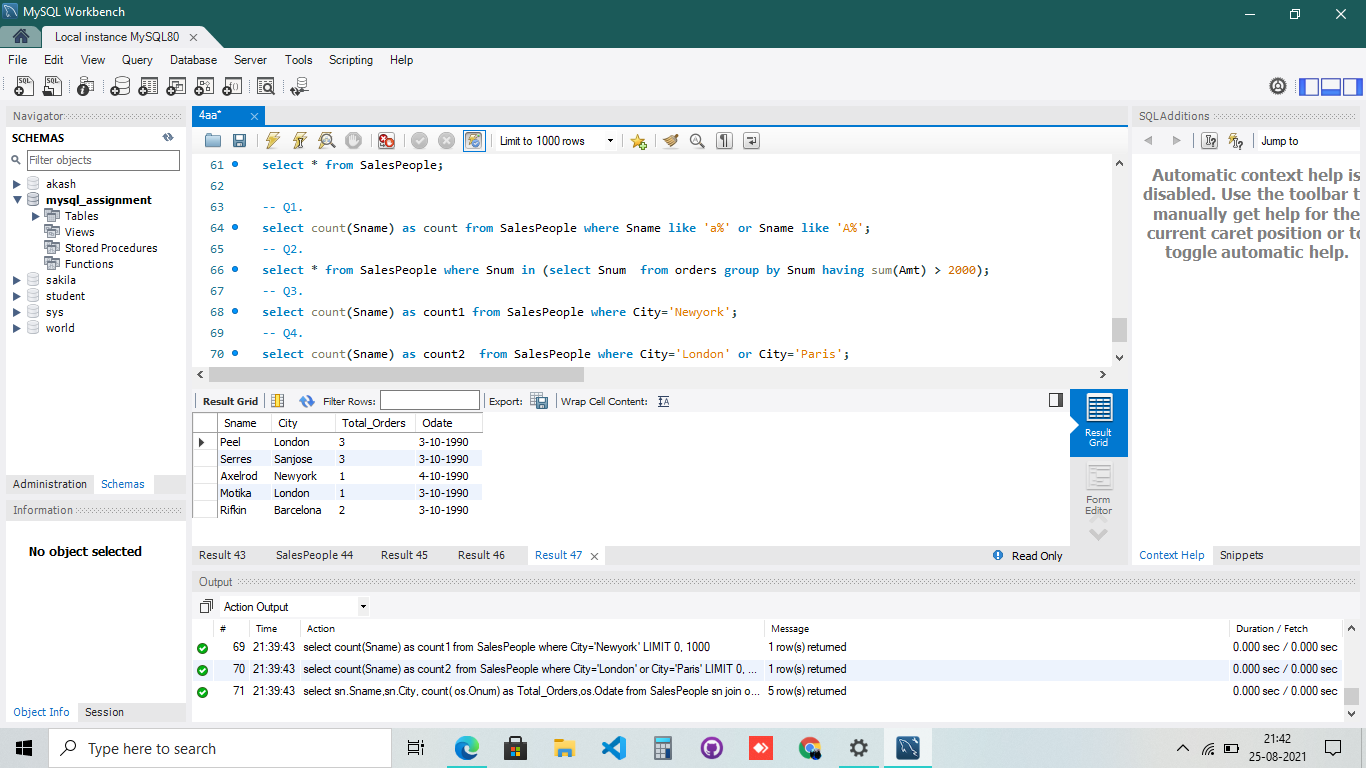 MySQL Workbench
Local instance MySQL80
File Edit View Query Database Server Tools Scripting Help
Navigator
SCHEMAS
Filter objects
akash
mysql_assignment
Tables
Views
Stored Procedures
Functions
sakila
student
sys
world
Administration Schemas
Information
No object selected
Object Info Session
4aa*
Limit to 1000 rows
61 select * from SalesPeople;
62
63 -- Q1.
64 select count(Sname) as count from SalesPeople where Sname like 'a%' or Sname like 'A%';
65 -- Q2.
66 select * from SalesPeople where Snum in (select Snum  from orders group by Snum having sum(Amt) > 2000);
67 -- Q3.
68 select count(Sname) as count1 from SalesPeople where City='Newyork';
69 -- Q4.
70 select count(Sname) as count2  from SalesPeople where City='London' or City='Paris';
Result Grid Filter Rows: Export: Wrap Cell Content:
Sname City Total_Orders Odate
Peel London 3 3-10-1990
Serres Sanjose 3 3-10-1990
Axelrod Newyork 1 4-10-1990
Motika London 1 3-10-1990
Rifkin Barcelona 2 3-10-1990
Result Grid
Form Editor
Result 43 SalesPeople 44 Result 45 Result 46 Result 47 Read Only
SQLAdditions
Jump to
Automatic context help is
disabled. Use the toolbar t
manually get help for the
current caret position or to
toggle automatic help.
Context Help Snippets
Output
Action Output
# Time Action Message Duration / Fetch
69 21:39:43 select count(Sname) as count1 from SalesPeople where City='Newyork' LIMIT 0, 1000 1 row(s) returned 0.000 sec / 0.000 sec
70 21:39:43 select count(Sname) as count2  from SalesPeople where City='London' or City='Paris' LIMIT 0, ... 1 row(s) returned 0.000 sec / 0.000 sec
71 21:39:43 select sn.Sname,sn.City, count( os.Onum) as Total_Orders,os.Odate from SalesPeople sn join o... 5 row(s) returned 0.000 sec / 0.000 sec
Type here to search
21:42
25-08-2021